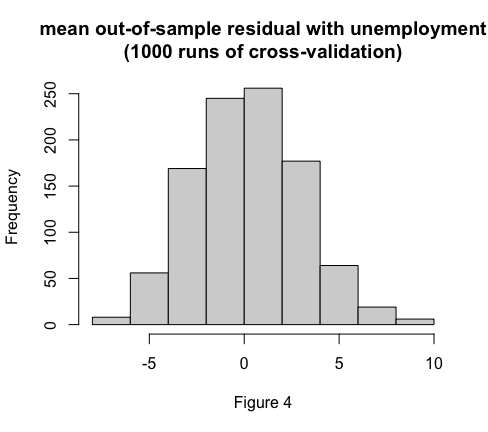 mean out-of-sample residual with unemployment
(1000 runs of cross-validation)
Frequency
250
200
150
100
50
0
-5
0
5
10
Figure 4